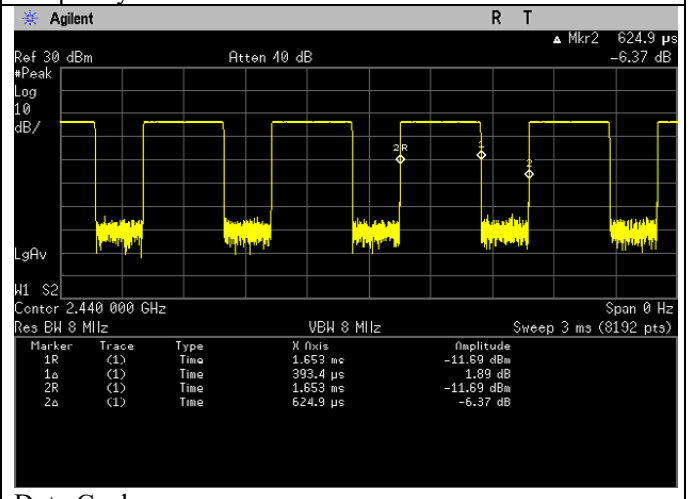 Agilent R T
▲ Mkr2 624.9 µs
Ref 30 dBm Atten 40 dB -6.37 dB
#Peak
Log
10
dB/
2R
1
2
LgAv
W1 S2
Center 2.440 000 GHz Span 0 Hz
Res BW 8 MHz VBW 8 MHz Sweep 3 ms (8192 pts)
Marker Trace Type X Axis Amplitude
1R (1) Time 1.653 ms -11.69 dBm
1▵ (1) Time 393.4 µs 1.89 dB
2R (1) Time 1.653 ms -11.69 dBm
2▵ (1) Time 624.9 µs -6.37 dB